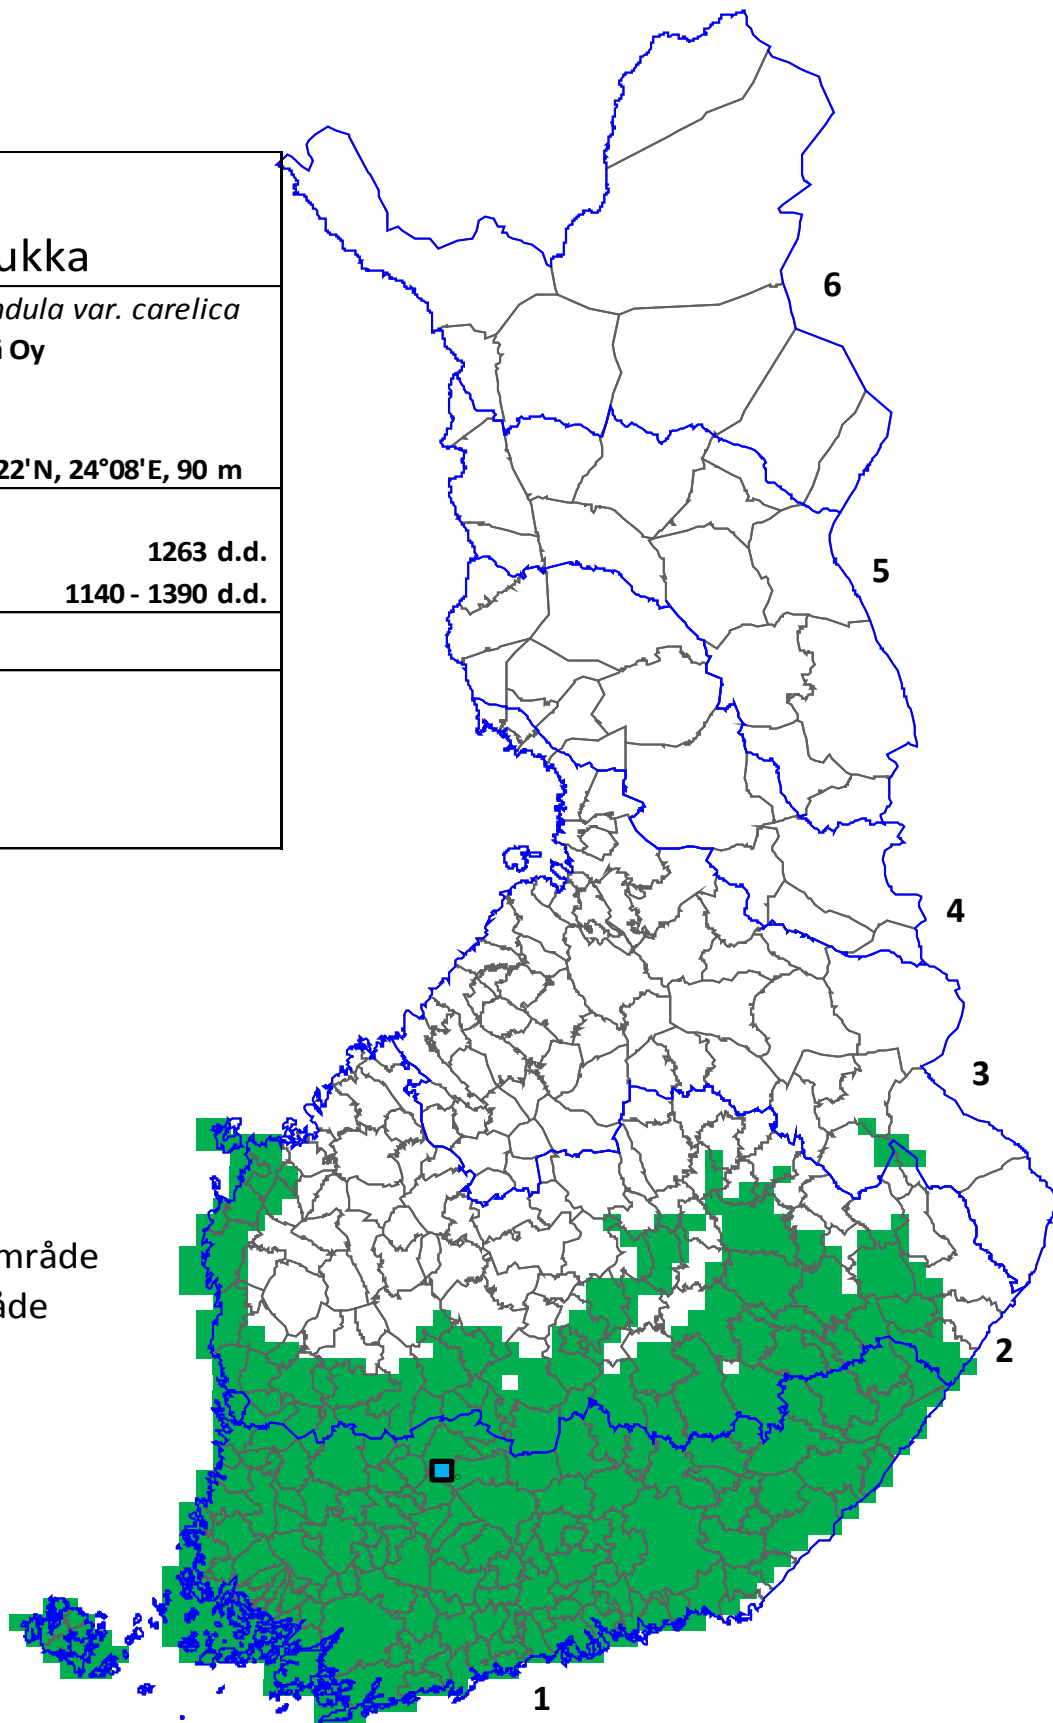 ukka
ndula var. carelica
i Oy
22'N, 24°08'E, 90 m
1263 d.d.
1140 - 1390 d.d.
6
5
4
3
område
åde
2
1